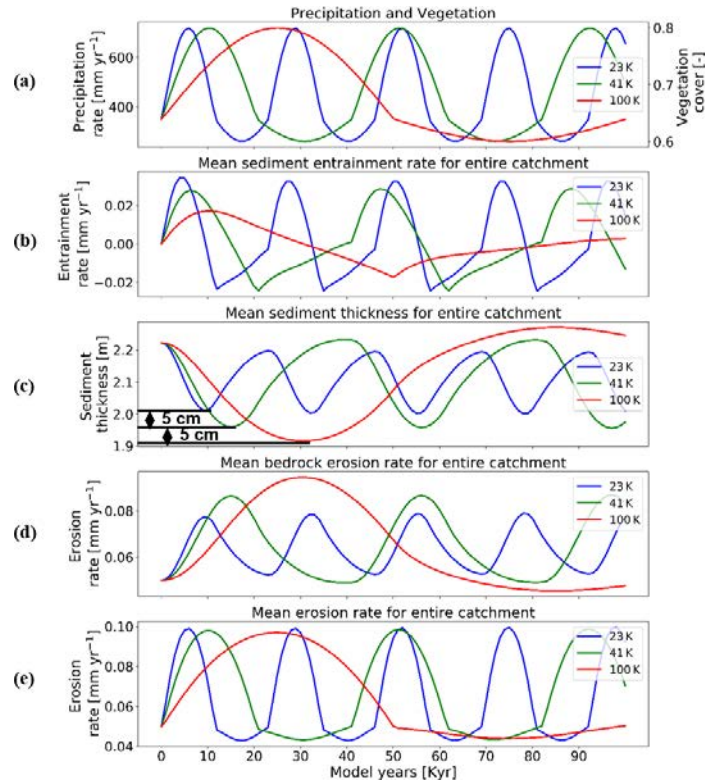 Precipitation and Vegetation
(a)
Precipitation
rate [mm yr⁻¹]
600
400
0.8
0.7
0.6
Vegetation
cover [-]
23 K
41 K
100 K
Mean sediment entrainment rate for entire catchment
(b)
Entrainment
rate [mm yr⁻¹]
0.02
0.00
−0.02
23 K
41 K
100 K
Mean sediment thickness for entire catchment
(c)
Sediment
thickness [m]
2.2
2.1
2.0
1.9
5 cm
5 cm
23 K
41 K
100 K
Mean bedrock erosion rate for entire catchment
(d)
Erosion
rate [mm yr⁻¹]
0.08
0.06
23 K
41 K
100 K
Mean erosion rate for entire catchment
(e)
Erosion
rate [mm yr⁻¹]
0.10
0.08
0.06
0.04
23 K
41 K
100 K
0 10 20 30 40 50 60 70 80 90
Model years [Kyr]